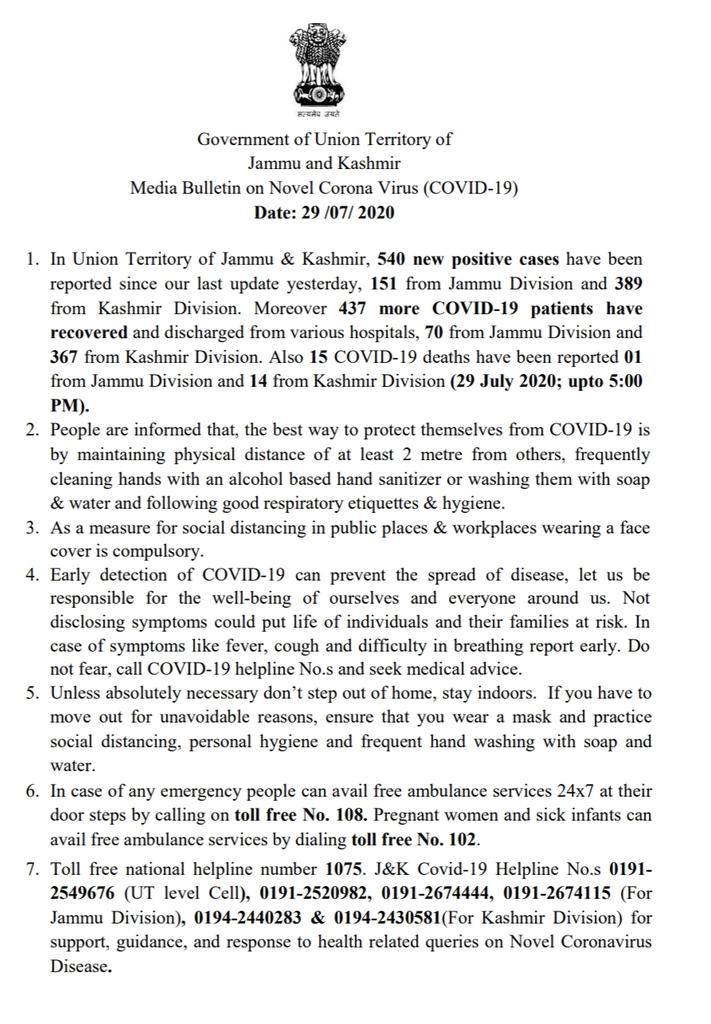 सत्यमेव जयते
Government of Union Territory of
Jammu and Kashmir
Media Bulletin on Novel Corona Virus (COVID-19)
Date: 29 /07/ 2020
1. In Union Territory of Jammu & Kashmir, 540 new positive cases have been
reported since our last update yesterday, 151 from Jammu Division and 389
from Kashmir Division. Moreover 437 more COVID-19 patients have
recovered and discharged from various hospitals, 70 from Jammu Division and
367 from Kashmir Division. Also 15 COVID-19 deaths have been reported 01
from Jammu Division and 14 from Kashmir Division (29 July 2020; upto 5:00
PM).
2. People are informed that, the best way to protect themselves from COVID-19 is
by maintaining physical distance of at least 2 metre from others, frequently
cleaning hands with an alcohol based hand sanitizer or washing them with soap
& water and following good respiratory etiquettes & hygiene.
3. As a measure for social distancing in public places & workplaces wearing a face
cover is compulsory.
4. Early detection of COVID-19 can prevent the spread of disease, let us be
responsible for the well-being of ourselves and everyone around us. Not
disclosing symptoms could put life of individuals and their families at risk. In
case of symptoms like fever, cough and difficulty in breathing report early. Do
not fear, call COVID-19 helpline No.s and seek medical advice.
5. Unless absolutely necessary don’t step out of home, stay indoors. If you have to
move out for unavoidable reasons, ensure that you wear a mask and practice
social distancing, personal hygiene and frequent hand washing with soap and
water.
6. In case of any emergency people can avail free ambulance services 24x7 at their
door steps by calling on toll free No. 108. Pregnant women and sick infants can
avail free ambulance services by dialing toll free No. 102.
7. Toll free national helpline number 1075. J&K Covid-19 Helpline No.s 0191-
2549676 (UT level Cell), 0191-2520982, 0191-2674444, 0191-2674115 (For
Jammu Division), 0194-2440283 & 0194-2430581(For Kashmir Division) for
support, guidance, and response to health related queries on Novel Coronavirus
Disease.